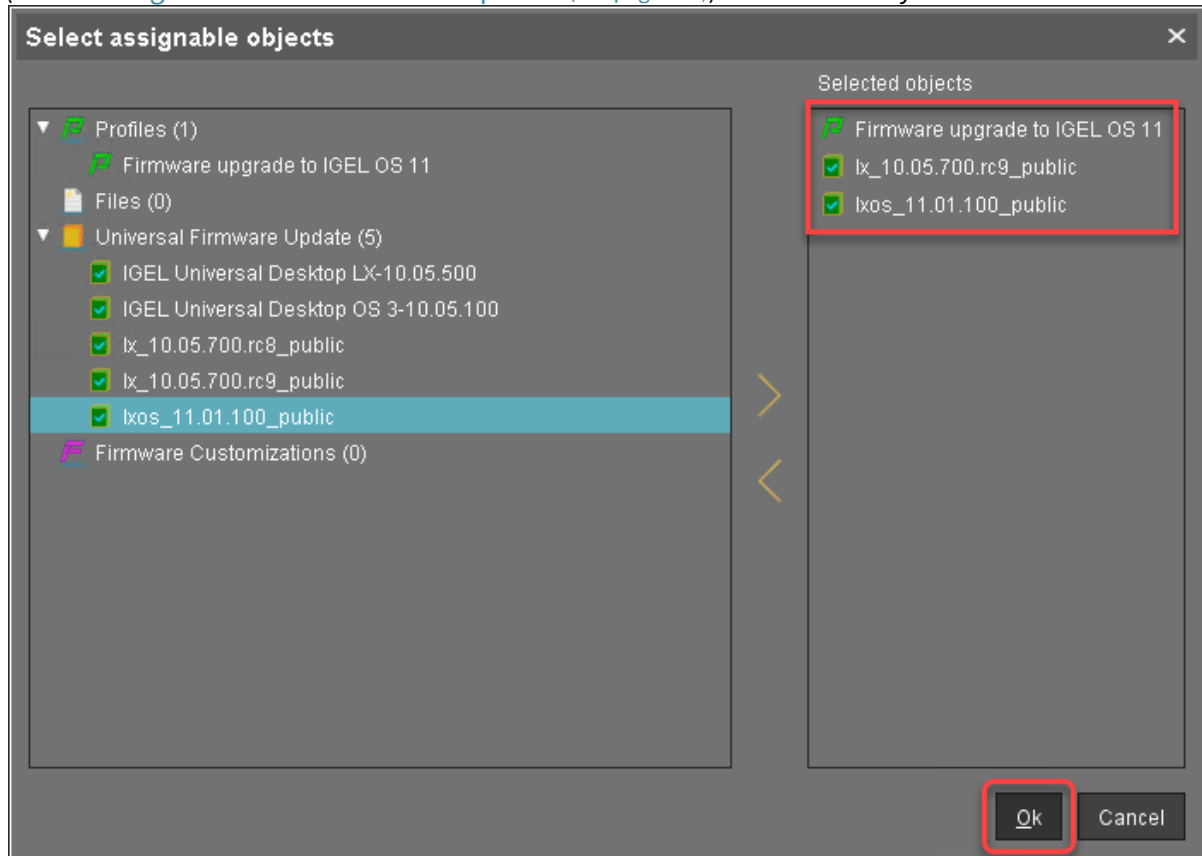 Select assignable objects
Selected objects
Profiles (1)
Firmware upgrade to IGEL OS 11
Files (0)
Universal Firmware Update (5)
IGEL Universal Desktop LX-10.05.500
IGEL Universal Desktop OS 3-10.05.100
lx_10.05.700.rc8_public
lx_10.05.700.rc9_public
lxos_11.01.100_public
Firmware Customizations (0)
Firmware upgrade to IGEL OS 11
lx_10.05.700.rc9_public
lxos_11.01.100_public
Ok
Cancel